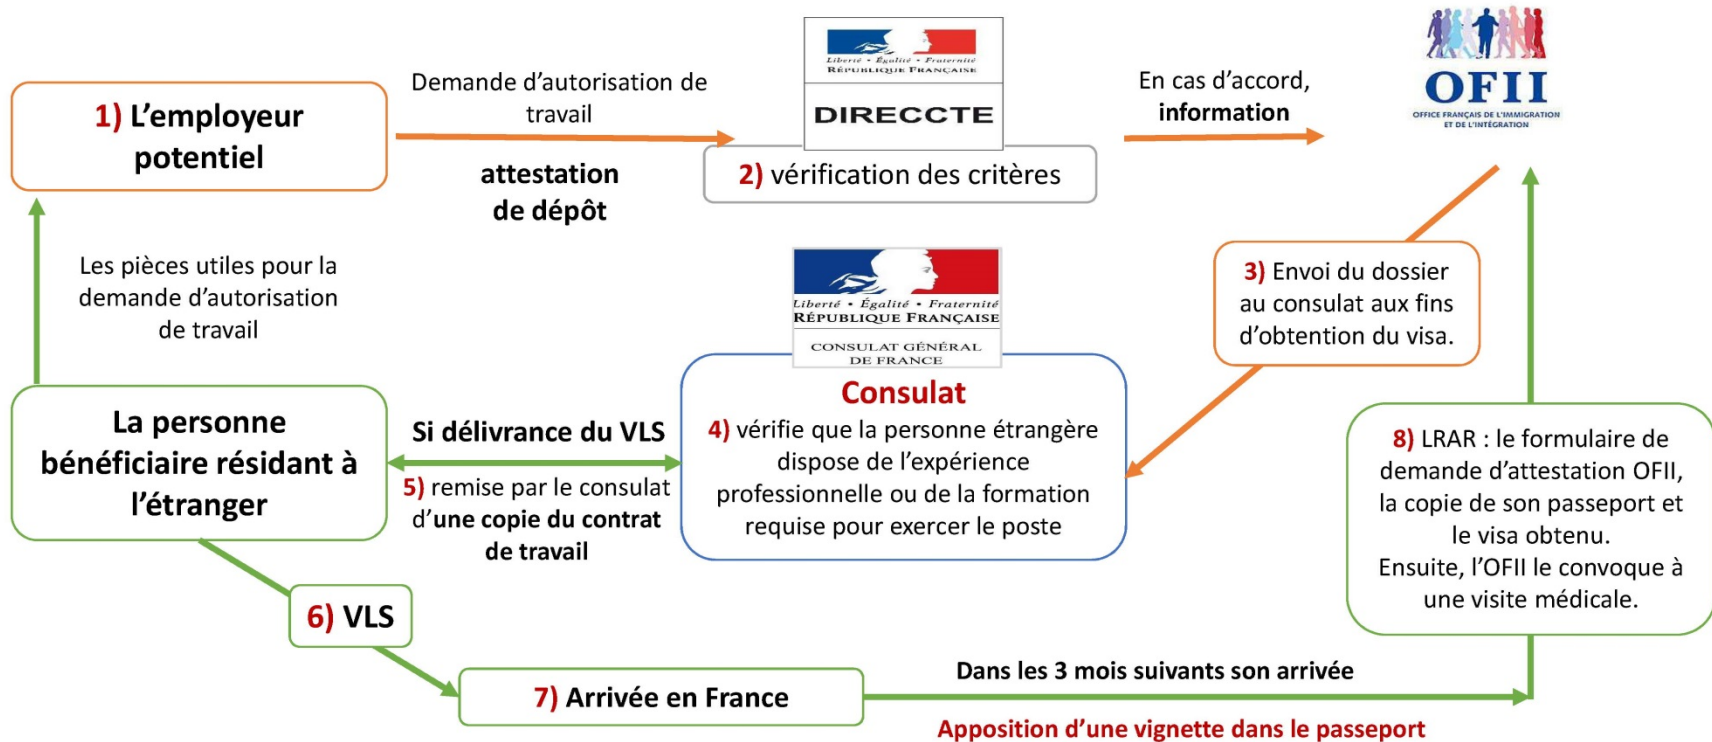 1) L’employeur
potentiel
Demande d’autorisation de
travail
attestation
de dépôt
Liberté • Égalité • Fraternité
RÉPUBLIQUE FRANÇAISE
DIRECCTE
2) vérification des critères
En cas d’accord,
information
OFII
OFFICE FRANÇAIS DE L’IMMIGRATION
ET DE L’INTÉGRATION
Les pièces utiles pour la
demande d’autorisation
de travail
Liberté • Égalité • Fraternité
RÉPUBLIQUE FRANÇAISE
CONSULAT GÉNÉRAL
DE FRANCE
3) Envoi du dossier
au consulat aux fins
d’obtention du visa.
La personne
bénéficiaire résidant à
l’étranger
Si délivrance du VLS
5) remise par le consulat
d’une copie du contrat
de travail
Consulat
4) vérifie que la personne étrangère
dispose de l’expérience
professionnelle ou de la formation
requise pour exercer le poste
8) LRAR : le formulaire de
demande d’attestation OFII,
la copie de son passeport et
le visa obtenu.
Ensuite, l’OFII le convoque à
une visite médicale.
6) VLS
7) Arrivée en France
Dans les 3 mois suivants son arrivée
Apposition d’une vignette dans le passeport